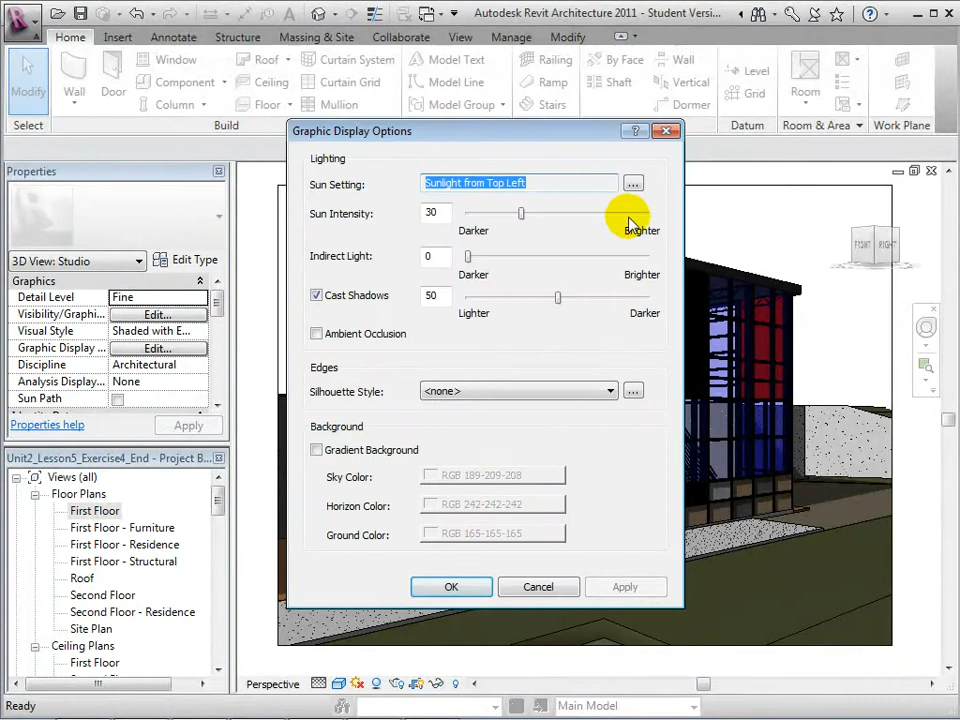 Autodesk Revit Architecture 2011 - Student Versi...
Home Insert Annotate Structure Massing & Site Collaborate View Manage Modify
Modify
Wall
Door
Window
Component
Column
Roof
Ceiling
Floor
Curtain System
Curtain Grid
Mullion
Model Text
Model Line
Model Group
Railing
Ramp
Stairs
By Face
Shaft
Wall
Vertical
Dormer
Level
Grid
Room
Select
Build
Datum
Room & Area
Work Plane
Properties
3D View: Studio
Edit Type
Graphics
Detail Level Fine
Visibility/Graphi... Edit...
Visual Style Shaded with E...
Graphic Display ... Edit...
Discipline Architectural
Analysis Display... None
Sun Path
Properties help
Apply
Unit2_Lesson5_Exercise4_End - Project B...
Views (all)
Floor Plans
First Floor
First Floor - Furniture
First Floor - Residence
First Floor - Structural
Roof
Second Floor
Second Floor - Residence
Site Plan
Ceiling Plans
First Floor
Graphic Display Options
Lighting
Sun Setting: Sunlight from Top Left ...
Sun Intensity: 30
Darker Brighter
Indirect Light: 0
Darker Brighter
Cast Shadows 50
Lighter Darker
Ambient Occlusion
Edges
Silhouette Style: <none> ...
Background
Gradient Background
Sky Color: RGB 189-209-208
Horizon Color: RGB 242-242-242
Ground Color: RGB 165-165-165
OK Cancel Apply
FRONT RIGHT
Perspective
Ready
Main Model